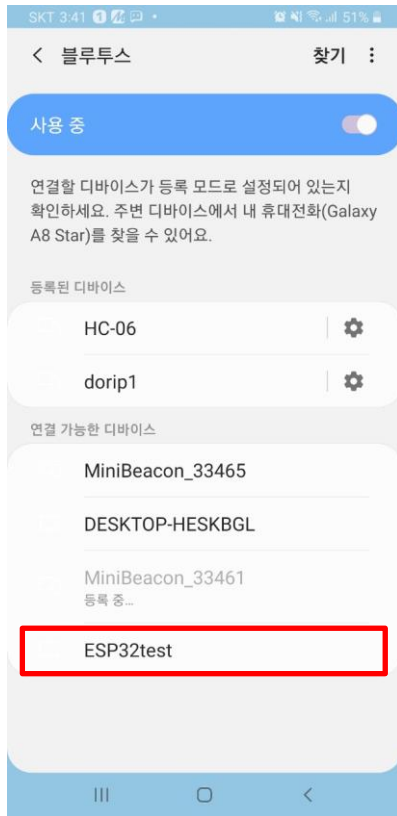 SKT 3:41
51%
블루투스
찾기
사용 중
연결할 디바이스가 등록 모드로 설정되어 있는지
확인하세요. 주변 디바이스에서 내 휴대전화(Galaxy
A8 Star)를 찾을 수 있어요.
등록된 디바이스
HC-06
dorip1
연결 가능한 디바이스
MiniBeacon_33465
DESKTOP-HESKBGL
MiniBeacon_33461
등록 중...
ESP32test